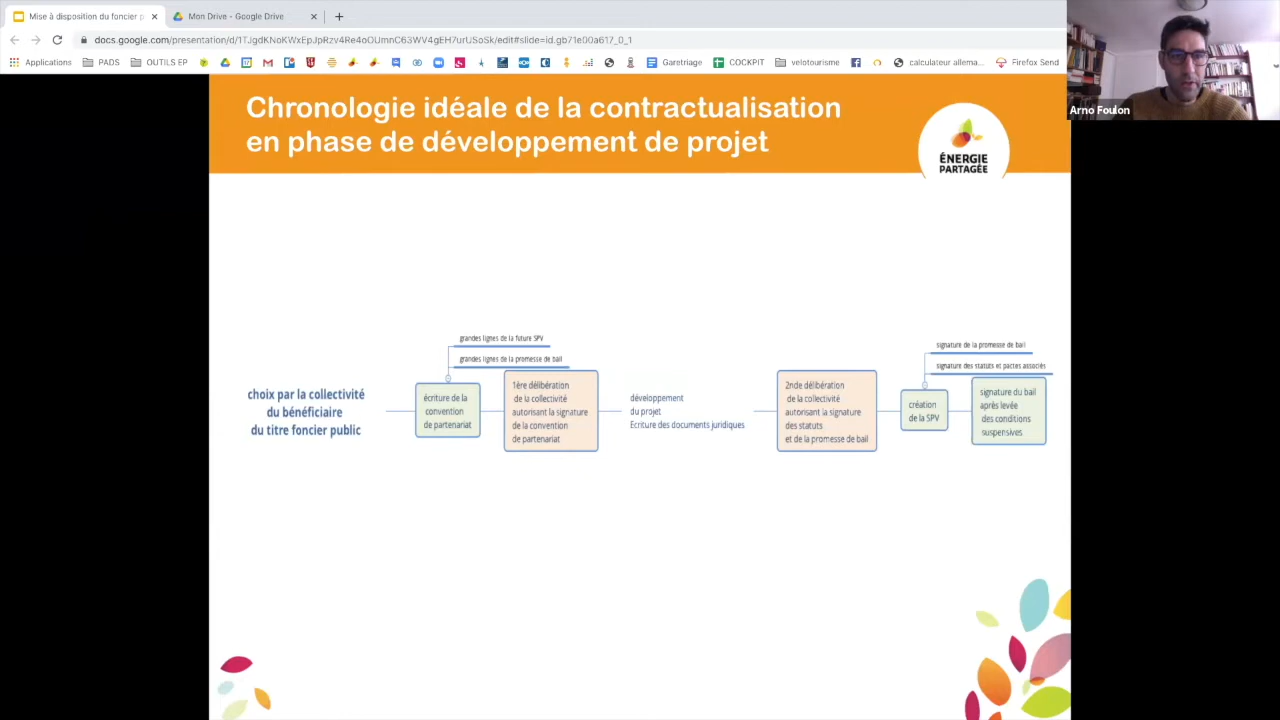 Mise à disposition du foncier p
Mon Drive - Google Drive
docs.google.com/presentation/d/1TJgdKNoKWxEpJpRzv4Re4oOUmnC63WV4gEH7urUSoSk/edit#slide=id.gb71e00a617_0_1
Applications
PADS
OUTILS EP
Garetriage
COCKPIT
velotourisme
calculateur allema...
Firefox Send
Arno Foulon
Chronologie idéale de la contractualisation
en phase de développement de projet
ÉNERGIE
PARTAGÉE
choix par la collectivité
du bénéficiaire
du titre foncier public
grandes lignes de la future SPV
grandes lignes de la promesse de bail
écriture de la
convention
de partenariat
1ère délibération
de la collectivité
autorisant la signature
de la convention
de partenariat
développement
du projet
Ecriture des documents juridiques
2nde délibération
de la collectivité
autorisant la signature
des statuts
et de la promesse de bail
signature de la promesse de bail
signature des statuts et pactes associés
création
de la SPV
signature du bail
après levée
des conditions
suspensives